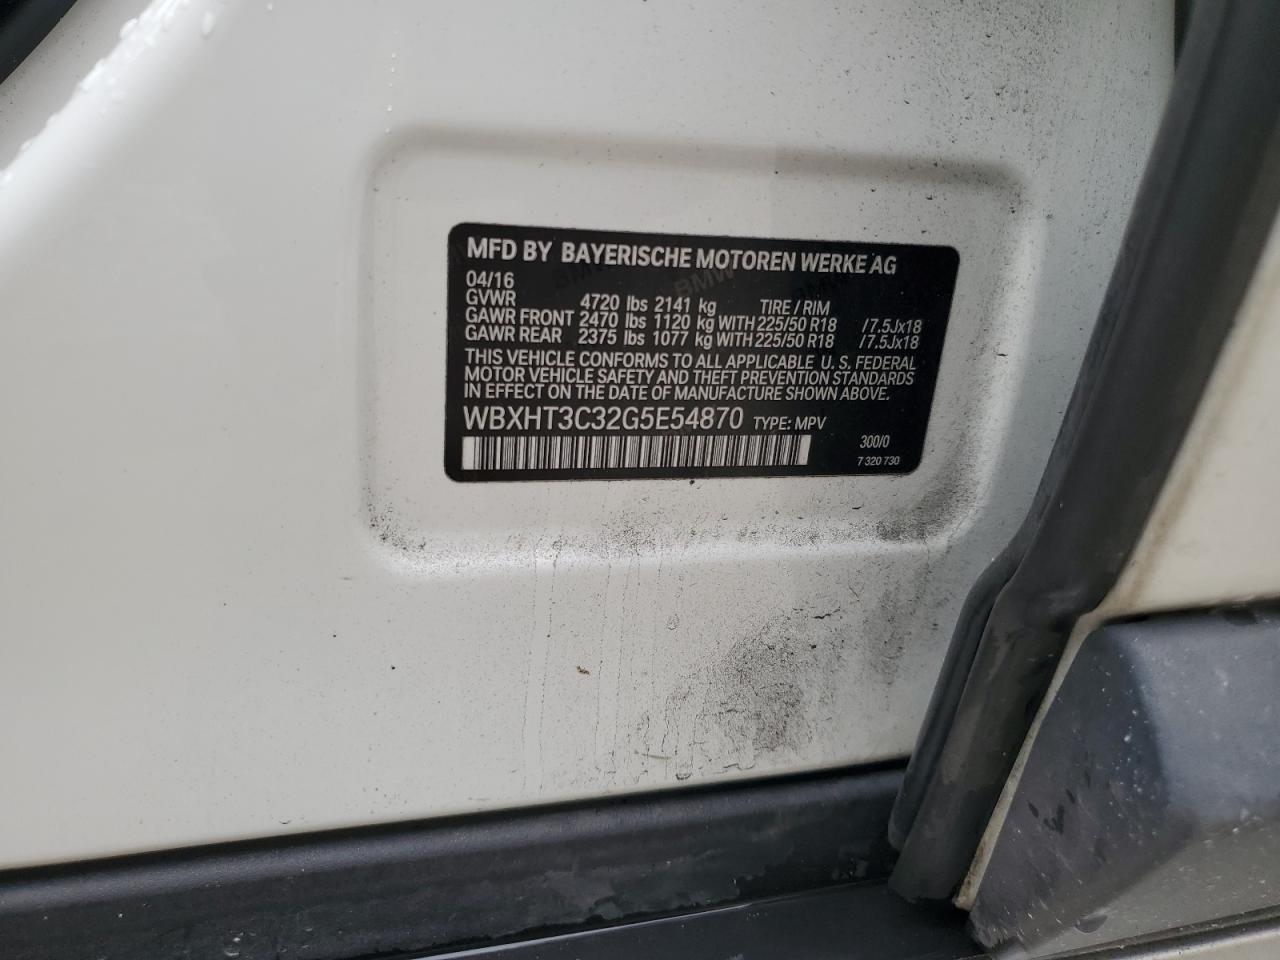 MFD BY BAYERISCHE MOTOREN WERKE AG
04/16
GVWR 4720 lbs 2141 kg TIRE / RIM
GAWR FRONT 2470 lbs 1120 kg WITH 225/50 R18 /7.5Jx18
GAWR REAR 2375 lbs 1077 kg WITH 225/50 R18 /7.5Jx18
THIS VEHICLE CONFORMS TO ALL APPLICABLE U. S. FEDERAL
MOTOR VEHICLE SAFETY AND THEFT PREVENTION STANDARDS
IN EFFECT ON THE DATE OF MANUFACTURE SHOWN ABOVE.
WBXHT3C32G5E54870 TYPE: MPV 300/0
7 320 730